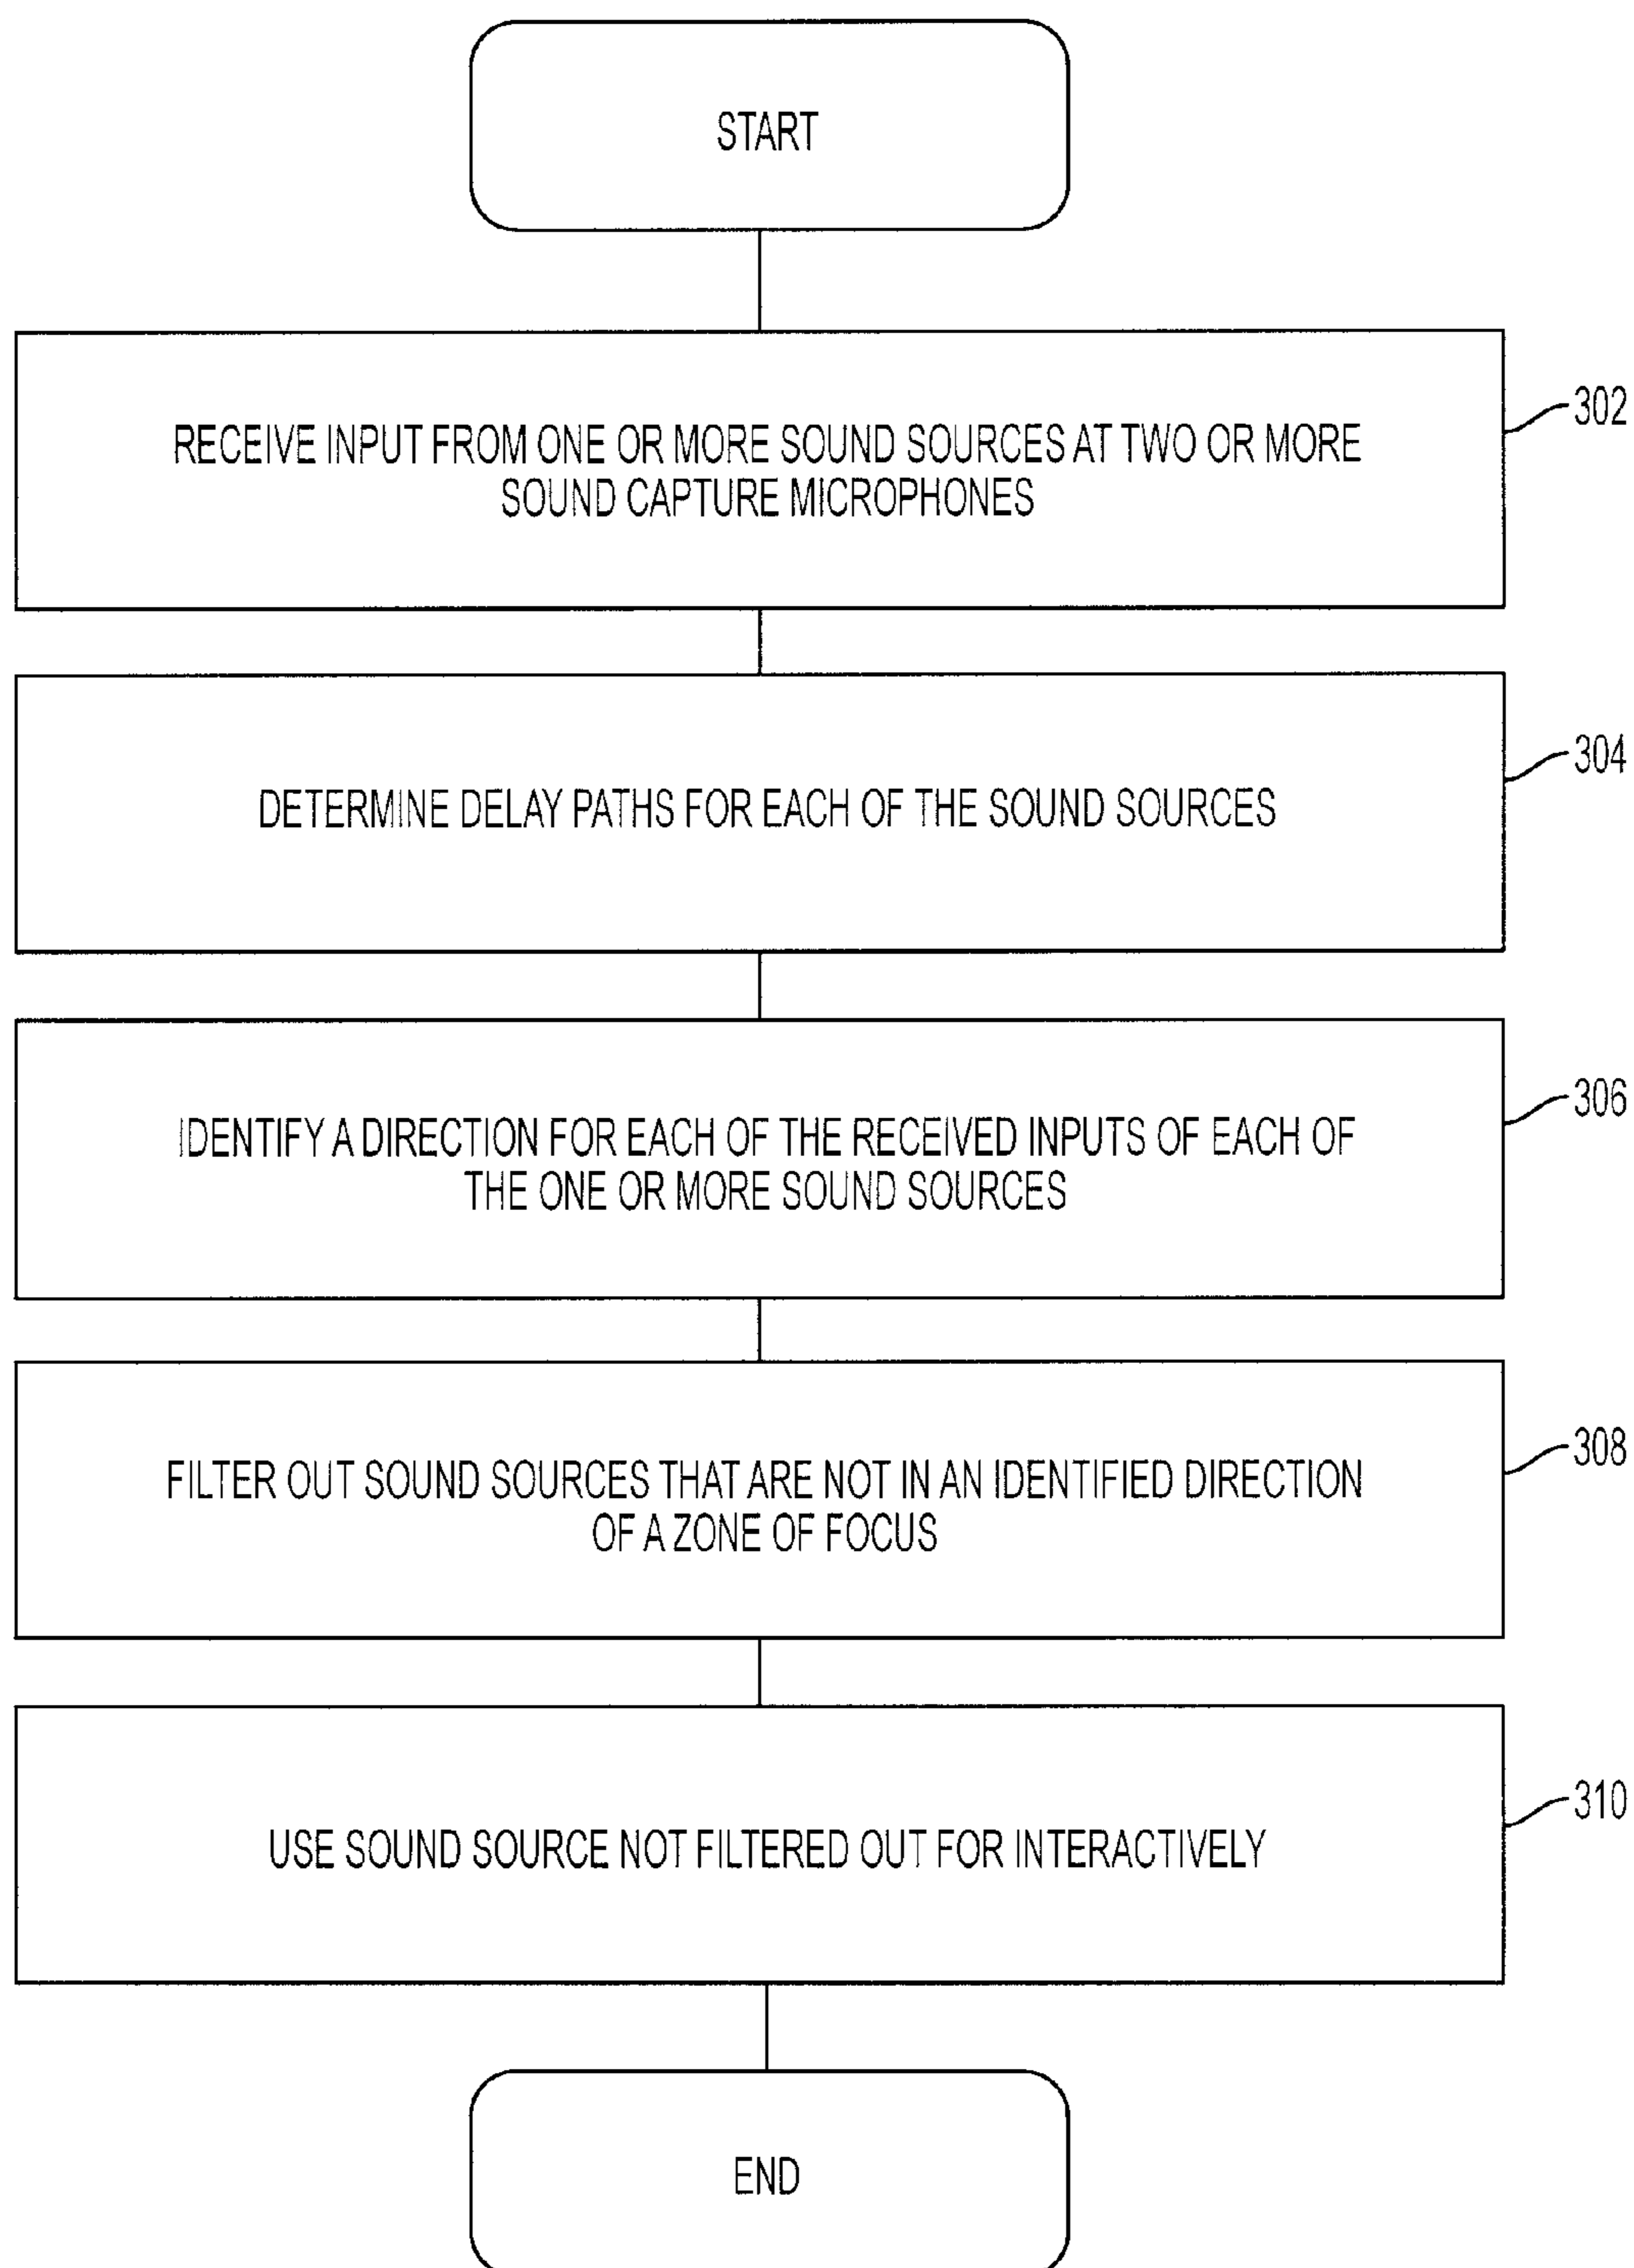 START
RECEIVE INPUT FROM ONE OR MORE SOUND SOURCES AT TWO OR MORE
SOUND CAPTURE MICROPHONES
302
DETERMINE DELAY PATHS FOR EACH OF THE SOUND SOURCES
304
IDENTIFY A DIRECTION FOR EACH OF THE RECEIVED INPUTS OF EACH OF
THE ONE OR MORE SOUND SOURCES
306
FILTER OUT SOUND SOURCES THAT ARE NOT IN AN IDENTIFIED DIRECTION
OF A ZONE OF FOCUS
308
USE SOUND SOURCE NOT FILTERED OUT FOR INTERACTIVELY
310
END